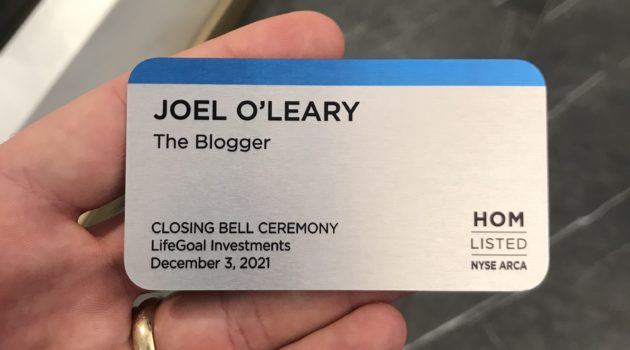 JOEL O'LEARY
The Blogger
CLOSING BELL CEREMONY
LifeGoal Investments
December 3, 2021
HOM
LISTED
NYSE ARCA